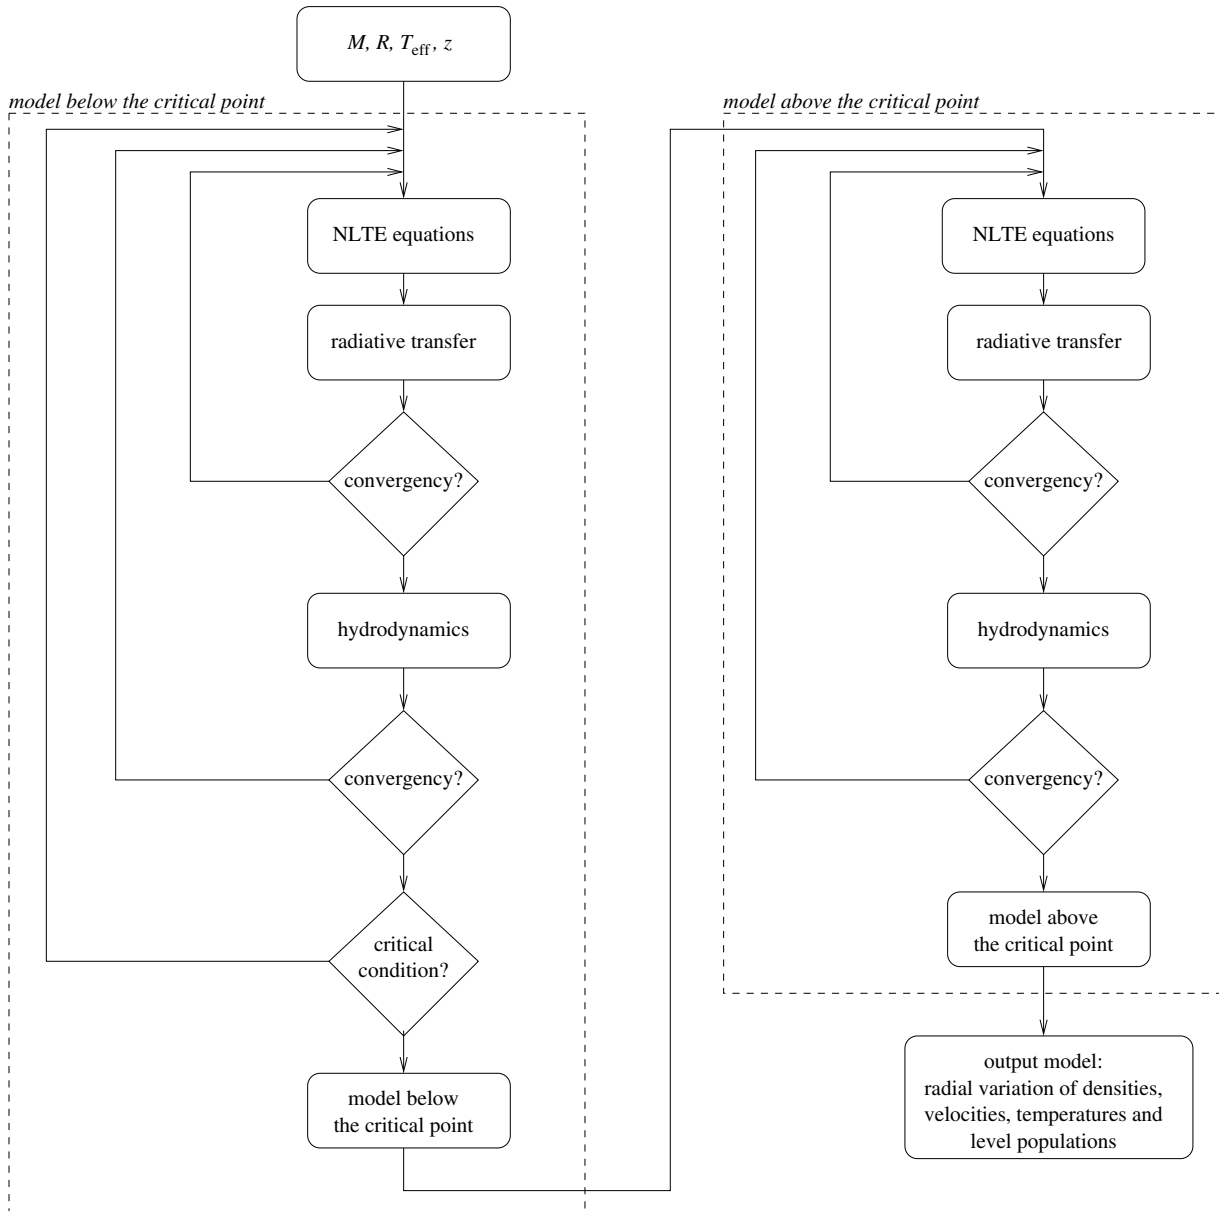 M, R, Teff, z
model below the critical point
NLTE equations
radiative transfer
convergency?
hydrodynamics
convergency?
critical
condition?
model below
the critical point
model above the critical point
NLTE equations
radiative transfer
convergency?
hydrodynamics
convergency?
model above
the critical point
output model:
radial variation of densities,
velocities, temperatures and
level populations